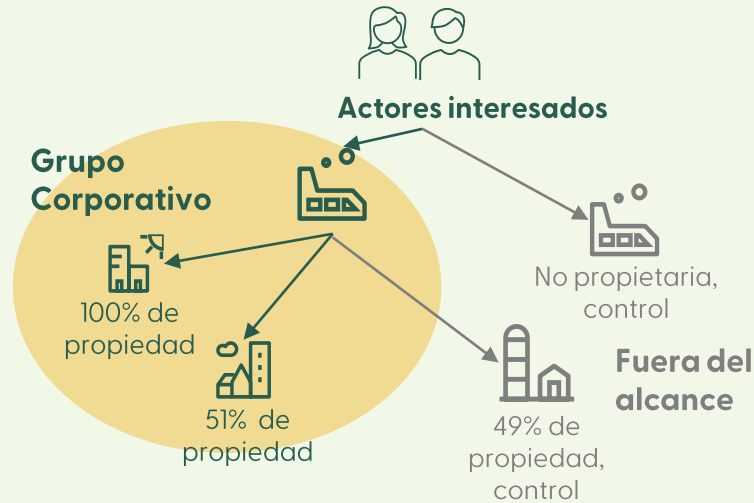 Actores interesados
Grupo
Corporativo
100% de
propiedad
51% de
propiedad
No propietaria,
control
Fuera del
alcance
49% de
propiedad,
control